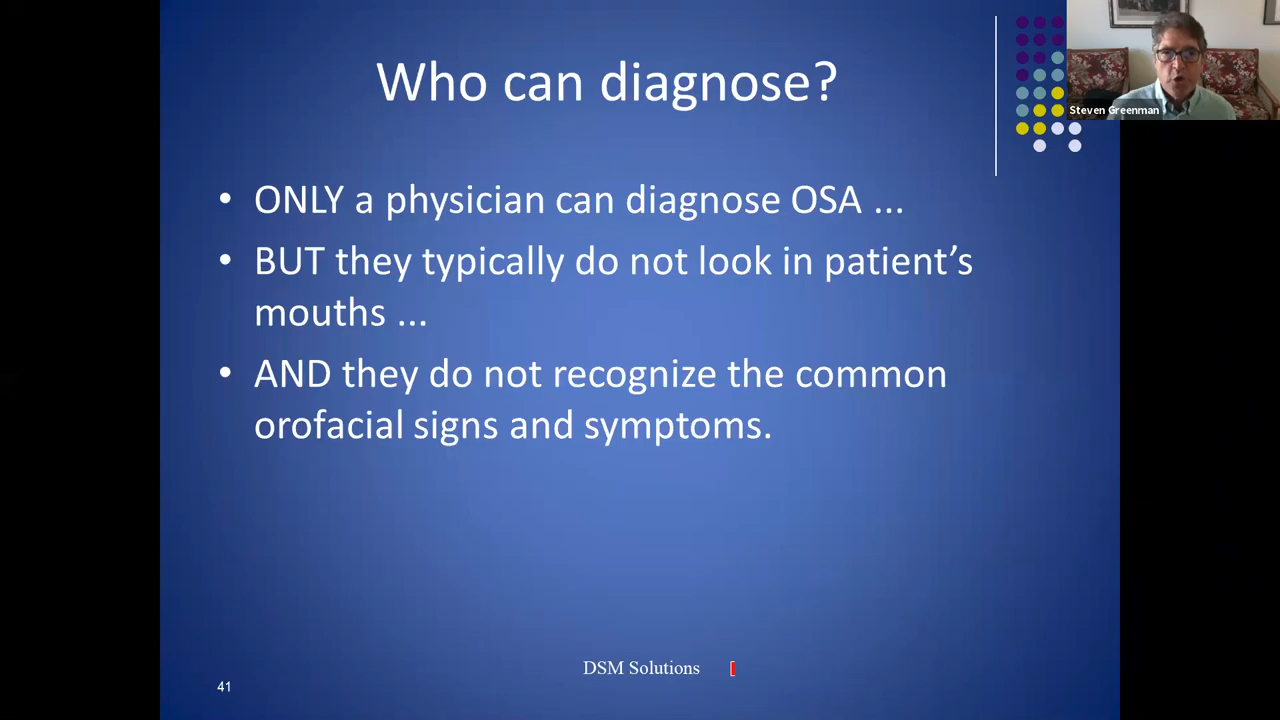 Who can diagnose?
Steven Greenman
• ONLY a physician can diagnose OSA ...
• BUT they typically do not look in patient’s
mouths ...
• AND they do not recognize the common
orofacial signs and symptoms.
DSM Solutions
41